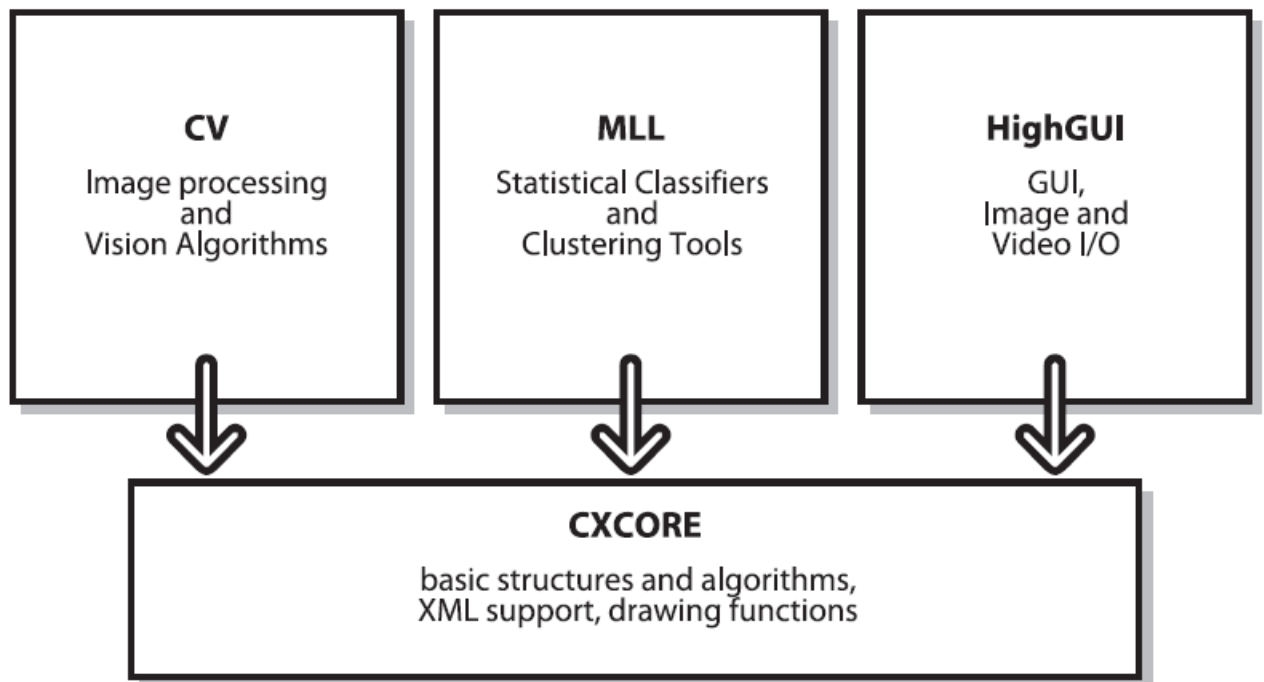 CV
Image processing
and
Vision Algorithms
MLL
Statistical Classifiers
and
Clustering Tools
HighGUI
GUI,
Image and
Video I/O
CXCORE
basic structures and algorithms,
XML support, drawing functions